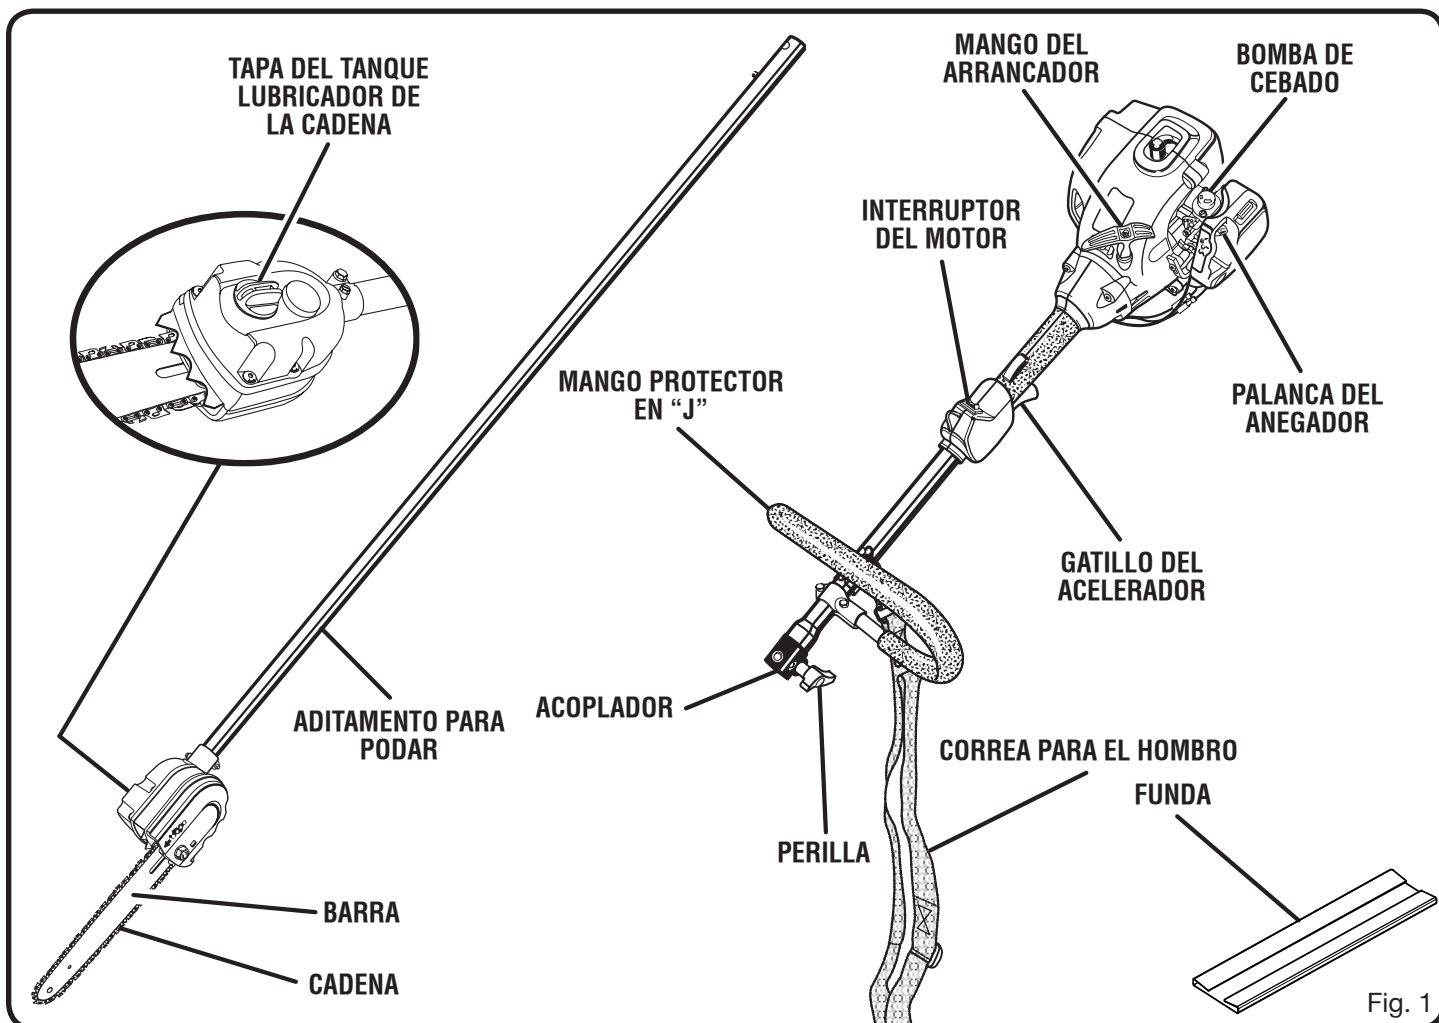 TAPA DEL TANQUE
LUBRICADOR DE
LA CADENA
MANGO DEL
ARRANCADOR
BOMBA DE
CEBADO
INTERRUPTOR
DEL MOTOR
MANGO PROTECTOR
EN “J”
PALANCA DEL
ANEGADOR
GATILLO DEL
ACELERADOR
ADITAMENTO PARA
PODAR
ACOPLADOR
CORREA PARA EL HOMBRO
FUNDA
PERILLA
BARRA
CADENA
Fig. 1